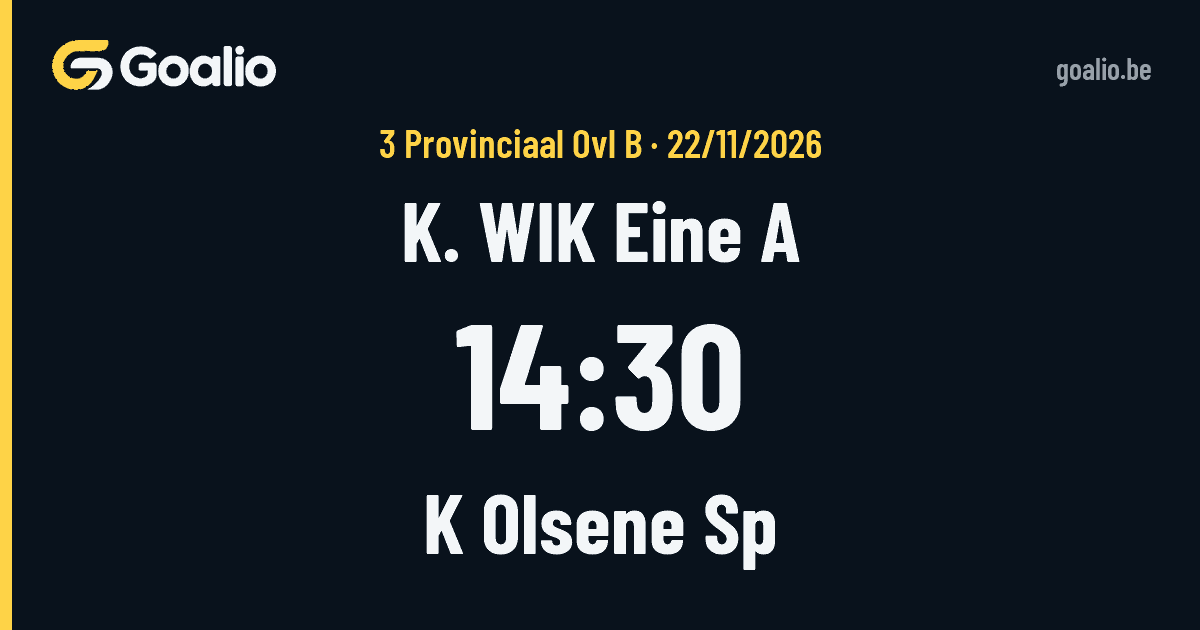 Goalio
goalio.be
3 Provinciaal Ovl B · 22/11/2026
K. WIK Eine A
14:30
K Olsene Sp